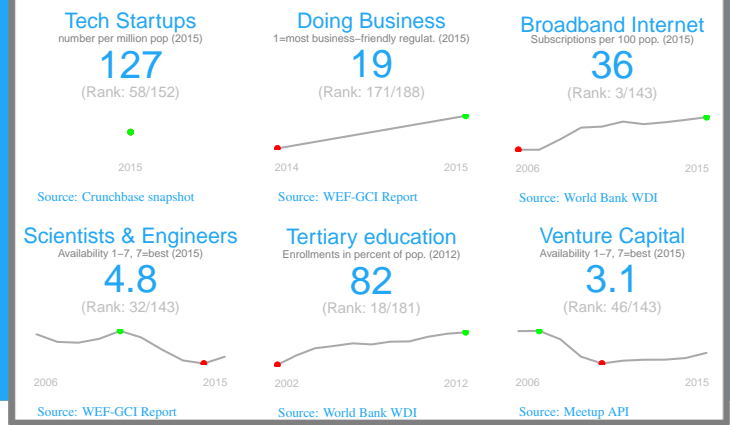 Tech Startups
number per million pop (2015)
127
(Rank: 58/152)
2015
Source: Crunchbase snapshot
Doing Business
1=most business−friendly regulat. (2015)
19
(Rank: 171/188)
2014 2015
Source: WEF-GCI Report
Broadband Internet
Subscriptions per 100 pop. (2015)
36
(Rank: 3/143)
2006 2015
Source: World Bank WDI
Scientists & Engineers
Availability 1−7, 7=best (2015)
4.8
(Rank: 32/143)
2006 2015
Source: WEF-GCI Report
Tertiary education
Enrollments in percent of pop. (2012)
82
(Rank: 18/181)
2002 2012
Source: World Bank WDI
Venture Capital
Availability 1−7, 7=best (2015)
3.1
(Rank: 46/143)
2006 2015
Source: Meetup API